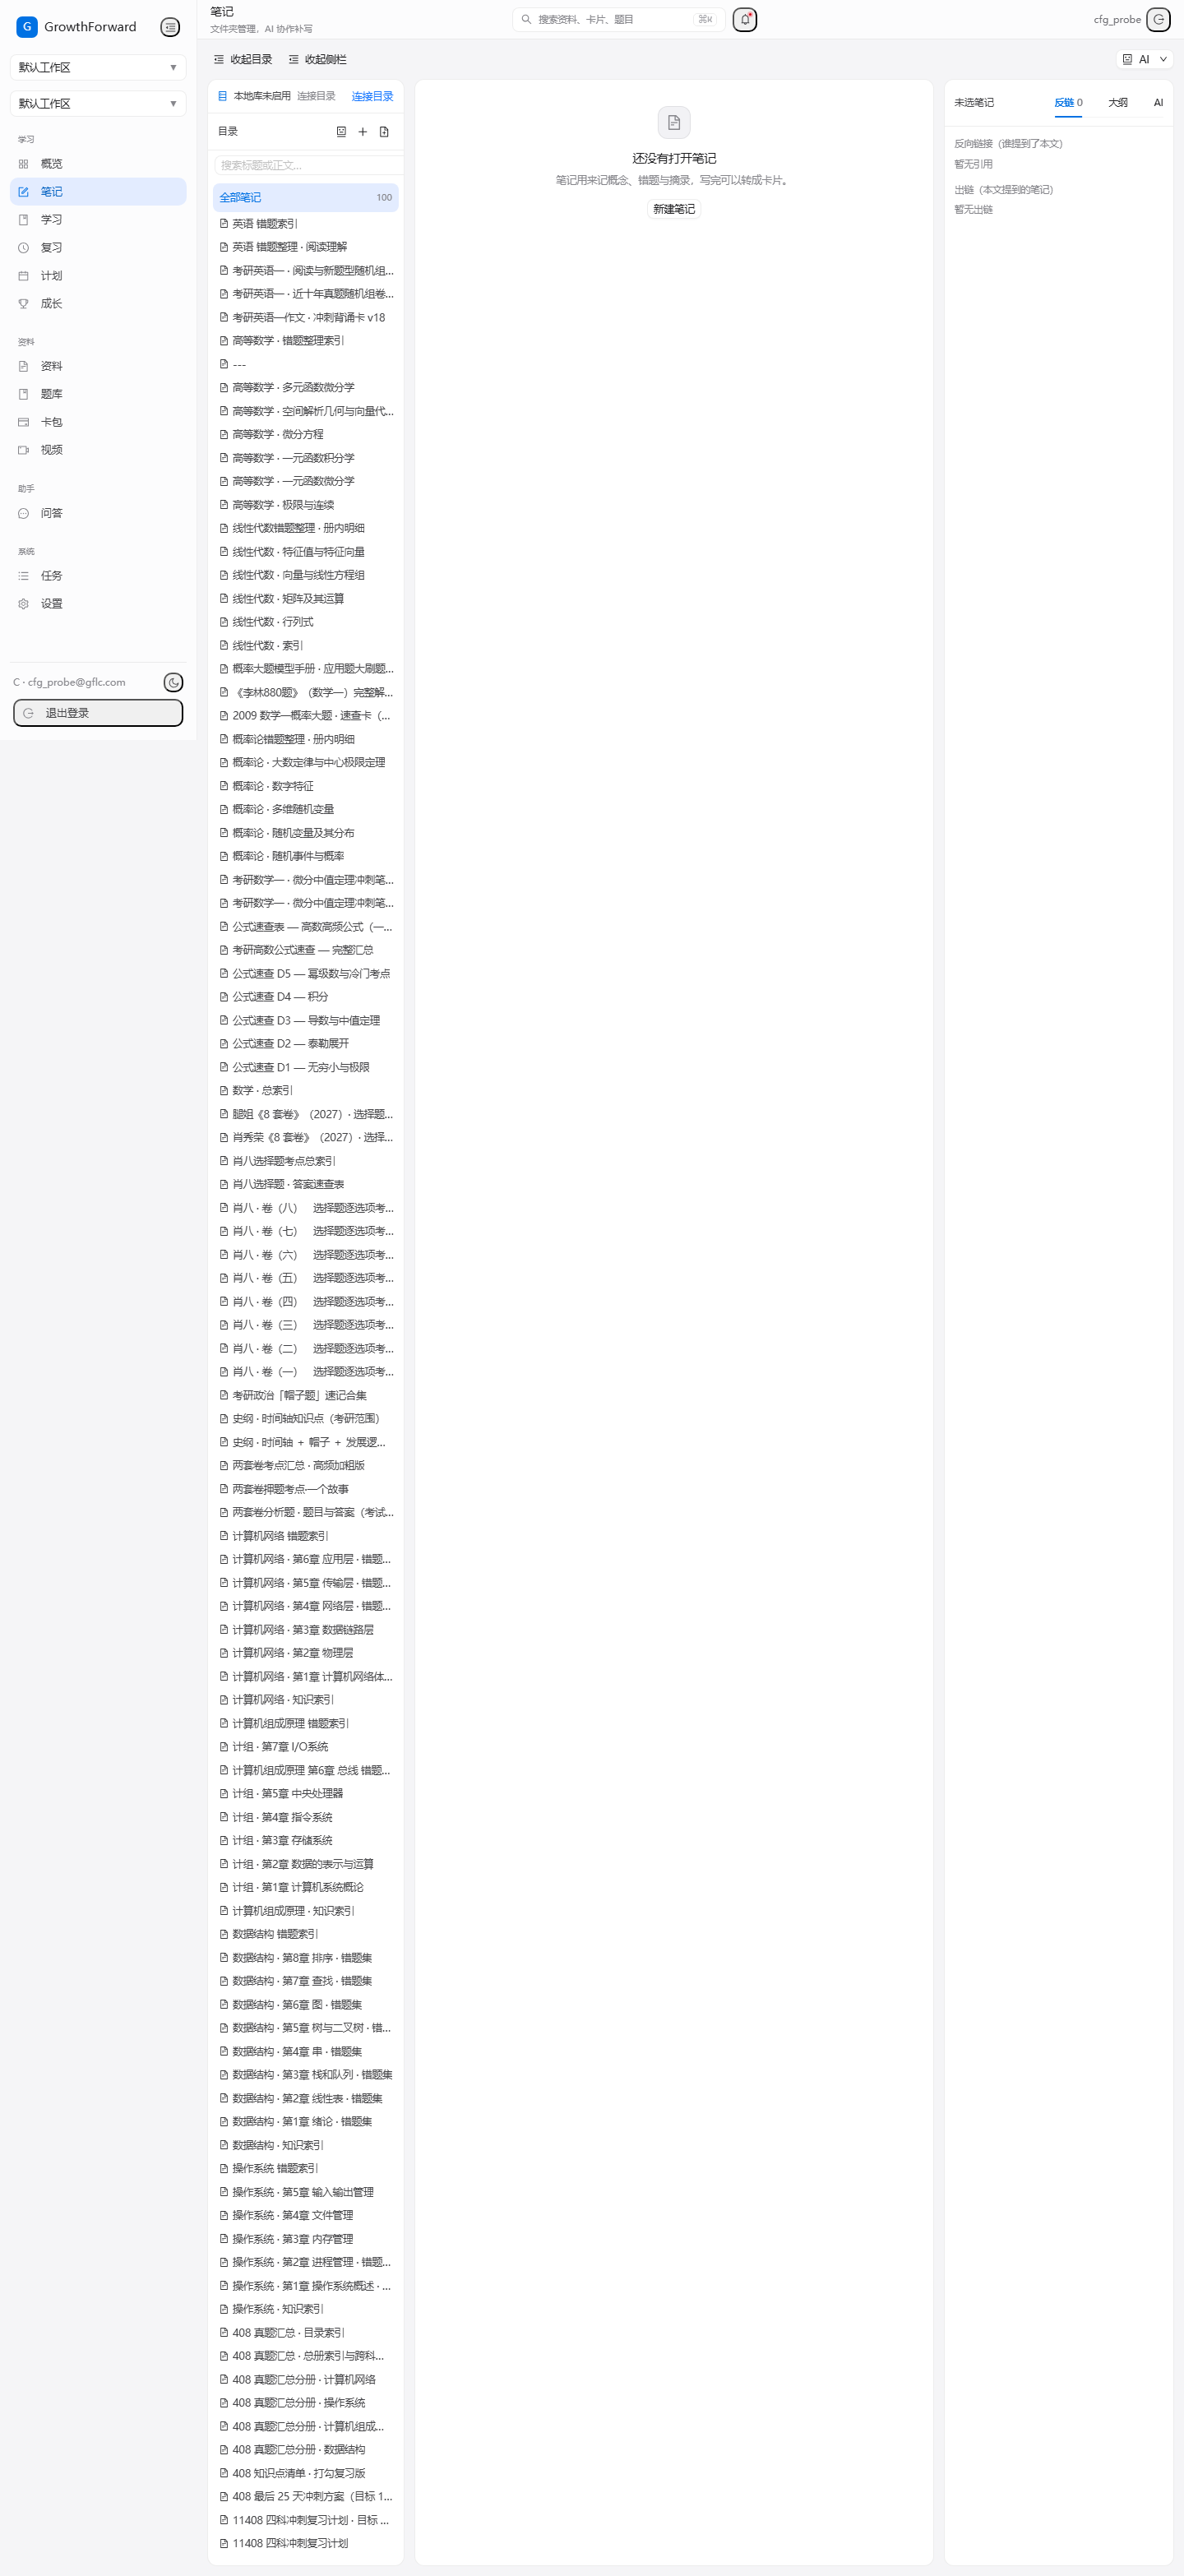 G GrowthForward
默认工作区
默认工作区
学习
概览
笔记
学习
复习
计划
成长
资料
资料
题库
卡包
视频
助手
问答
系统
任务
设置
C · cfg_probe@gflc.com
退出登录
笔记
文件夹管理，AI 协作补写
搜索资料、卡片、题目 ⌘K
cfg_probe
收起目录 收起侧栏
AI
本地库未启用 连接目录 连接目录
目录
搜索标题或正文...
全部笔记 100
英语 错题索引
英语 错题整理 · 阅读理解
考研英语一 · 阅读与新题型随机组...
考研英语一 · 近十年真题随机组卷...
考研英语一作文 · 冲刺背诵卡 v18
高等数学 · 错题整理索引
---
高等数学 · 多元函数微分学
高等数学 · 空间解析几何与向量代...
高等数学 · 微分方程
高等数学 · 一元函数积分学
高等数学 · 一元函数微分学
高等数学 · 极限与连续
线性代数错题整理 · 册内明细
线性代数 · 特征值与特征向量
线性代数 · 向量与线性方程组
线性代数 · 矩阵及其运算
线性代数 · 行列式
线性代数 · 索引
概率大题模型手册 · 应用题大刷题...
《李林880题》（数学一）完整解...
2009 数学一概率大题 · 速查卡（...
概率论错题整理 · 册内明细
概率论 · 大数定律与中心极限定理
概率论 · 数字特征
概率论 · 多维随机变量
概率论 · 随机变量及其分布
概率论 · 随机事件与概率
考研数学一 · 微分中值定理冲刺笔...
考研数学一 · 微分中值定理冲刺笔...
公式速查表 — 高数高频公式（一...
考研高数公式速查 — 完整汇总
公式速查 D5 — 幂级数与冷门考点
公式速查 D4 — 积分
公式速查 D3 — 导数与中值定理
公式速查 D2 — 泰勒展开
公式速查 D1 — 无穷小与极限
数学 · 总索引
腿姐《8 套卷》（2027）· 选择题...
肖秀荣《8 套卷》（2027）· 选择...
肖八选择题考点总索引
肖八选择题 · 答案速查表
肖八 · 卷（八） 选择题逐选项考...
肖八 · 卷（七） 选择题逐选项考...
肖八 · 卷（六） 选择题逐选项考...
肖八 · 卷（五） 选择题逐选项考...
肖八 · 卷（四） 选择题逐选项考...
肖八 · 卷（三） 选择题逐选项考...
肖八 · 卷（二） 选择题逐选项考...
肖八 · 卷（一） 选择题逐选项考...
考研政治「帽子题」速记合集
史纲 · 时间轴知识点（考研范围）
史纲 · 时间轴 + 帽子 + 发展逻...
两套卷考点汇总 · 高频加粗版
两套卷押题考点·一个故事
两套卷分析题 · 题目与答案（考试...
计算机网络 错题索引
计算机网络 · 第6章 应用层 · 错题...
计算机网络 · 第5章 传输层 · 错题...
计算机网络 · 第4章 网络层 · 错题...
计算机网络 · 第3章 数据链路层
计算机网络 · 第2章 物理层
计算机网络 · 第1章 计算机网络体...
计算机网络 · 知识索引
计算机组成原理 错题索引
计组 · 第7章 I/O系统
计算机组成原理 第6章 总线 错题...
计组 · 第5章 中央处理器
计组 · 第4章 指令系统
计组 · 第3章 存储系统
计组 · 第2章 数据的表示与运算
计组 · 第1章 计算机系统概论
计算机组成原理 · 知识索引
数据结构 错题索引
数据结构 · 第8章 排序 · 错题集
数据结构 · 第7章 查找 · 错题集
数据结构 · 第6章 图 · 错题集
数据结构 · 第5章 树与二叉树 · 错...
数据结构 · 第4章 串 · 错题集
数据结构 · 第3章 栈和队列 · 错题集
数据结构 · 第2章 线性表 · 错题集
数据结构 · 第1章 绪论 · 错题集
数据结构 · 知识索引
操作系统 错题索引
操作系统 · 第5章 输入输出管理
操作系统 · 第4章 文件管理
操作系统 · 第3章 内存管理
操作系统 · 第2章 进程管理 · 错题...
操作系统 · 第1章 操作系统概述 · ...
操作系统 · 知识索引
408 真题汇总 · 目录索引
408 真题汇总 · 总册索引与跨科...
408 真题汇总分册 · 计算机网络
408 真题汇总分册 · 操作系统
408 真题汇总分册 · 计算机组成...
408 真题汇总分册 · 数据结构
408 知识点清单 · 打勾复习版
408 最后 25 天冲刺方案（目标 1...
11408 四科冲刺复习计划 · 目标 ...
11408 四科冲刺复习计划
还没有打开笔记
笔记用来记概念、错题与摘录，写完可以转成卡片。
新建笔记
未选笔记 反链 0 大纲 AI
反向链接（谁提到了本文）
暂无引用
出链（本文提到的笔记）
暂无出链